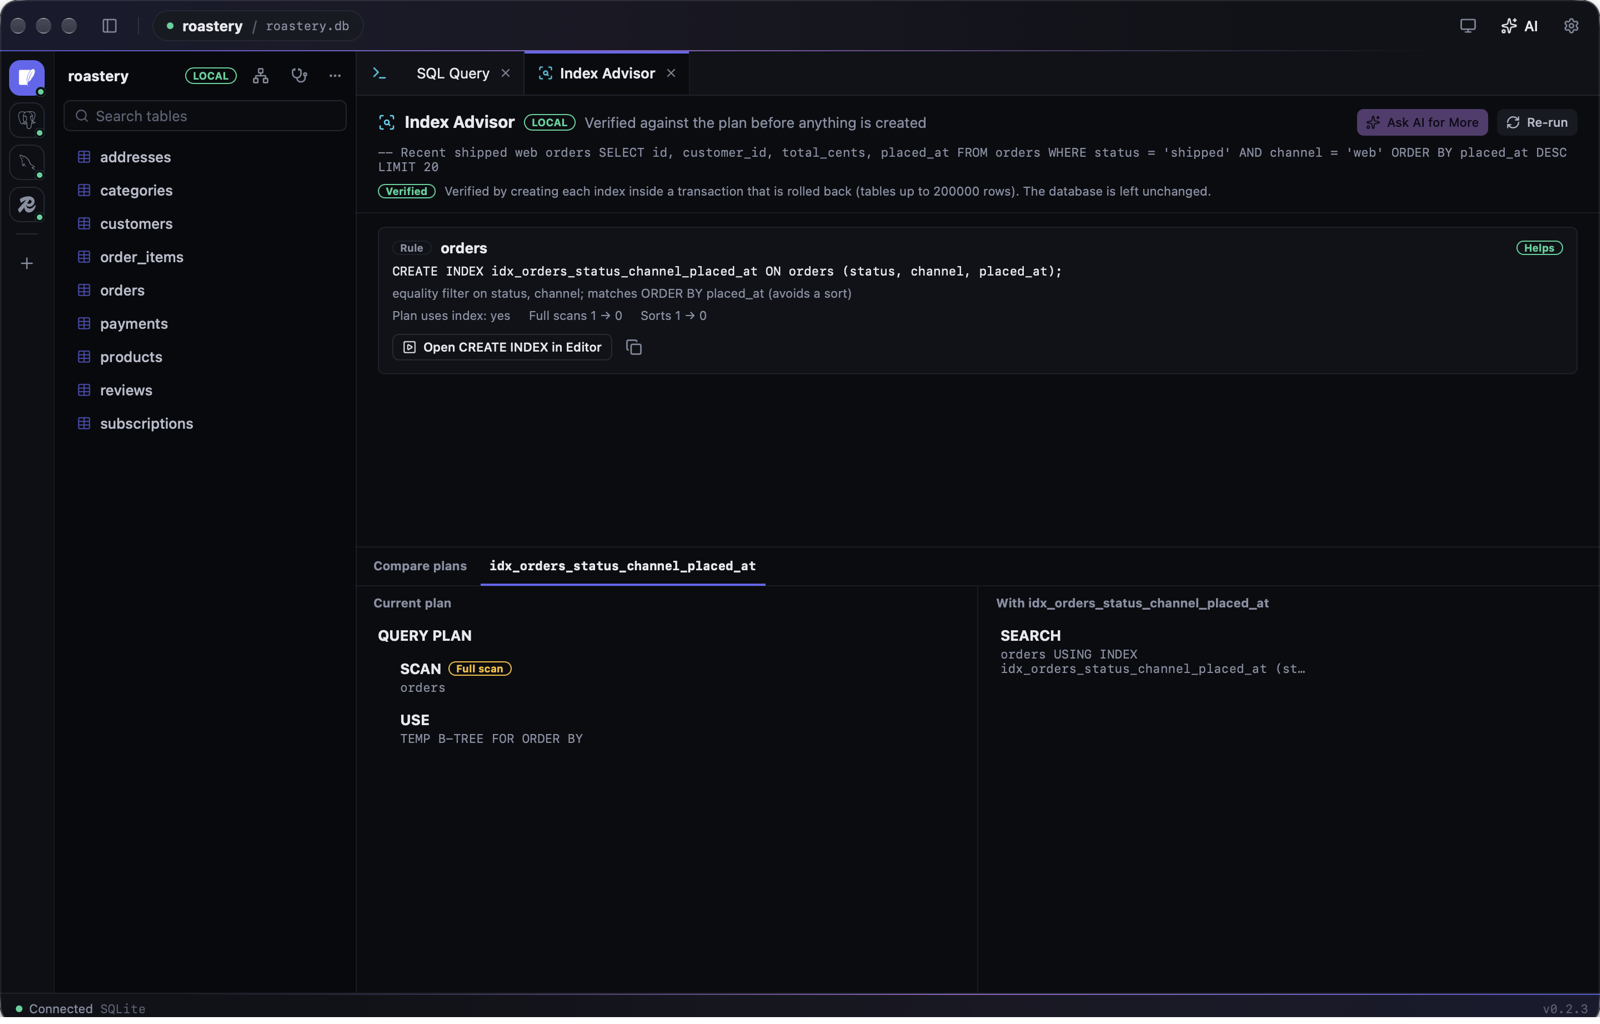 roastery / roastery.db
AI
roastery LOCAL
Search tables
addresses
categories
customers
order_items
orders
payments
products
reviews
subscriptions
SQL Query
Index Advisor
Index Advisor LOCAL Verified against the plan before anything is created
Ask AI for More
Re-run
-- Recent shipped web orders SELECT id, customer_id, total_cents, placed_at FROM orders WHERE status = 'shipped' AND channel = 'web' ORDER BY placed_at DESC
LIMIT 20
Verified Verified by creating each index inside a transaction that is rolled back (tables up to 200000 rows). The database is left unchanged.
Rule orders Helps
CREATE INDEX idx_orders_status_channel_placed_at ON orders (status, channel, placed_at);
equality filter on status, channel; matches ORDER BY placed_at (avoids a sort)
Plan uses index: yes Full scans 1 → 0 Sorts 1 → 0
Open CREATE INDEX in Editor
Compare plans idx_orders_status_channel_placed_at
Current plan
QUERY PLAN
SCAN Full scan
orders
USE
TEMP B-TREE FOR ORDER BY
With idx_orders_status_channel_placed_at
SEARCH
orders USING INDEX
idx_orders_status_channel_placed_at (st…
Connected SQLite
v0.2.3